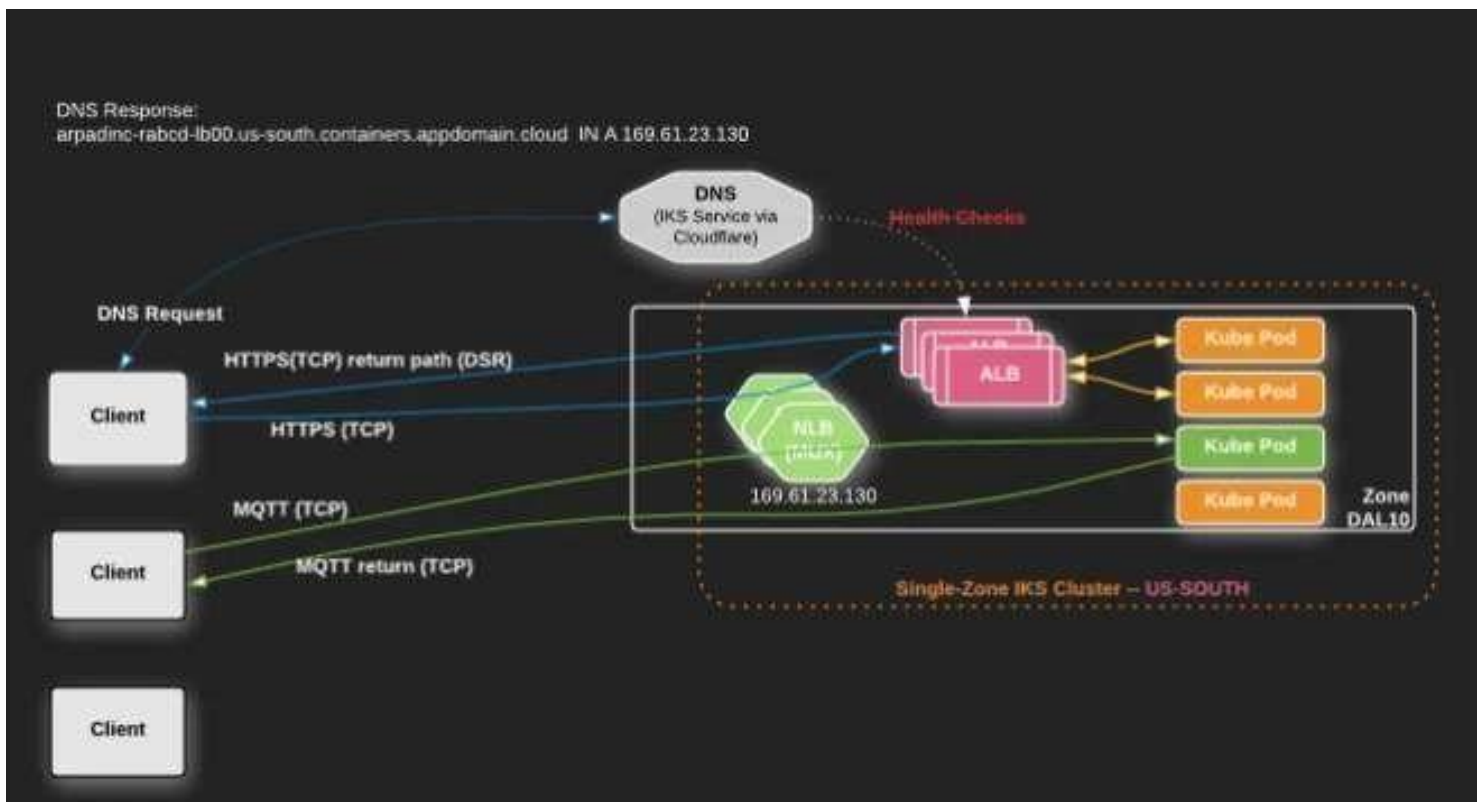 DNS Response:
arpadinc-rabcd-lb00.us-south.containers.appdomain.cloud IN A 169.61.23.130
DNS
(IKS Service via
Cloudflare)
Health Checks
DNS Request
HTTPS(TCP) return path (DSR)
HTTPS (TCP)
Client
ALB
ALB
Kube Pod
Kube Pod
Kube Pod
Kube Pod
NLB
(MUX)
169.61.23.130
Zone
DAL10
MQTT (TCP)
MQTT return (TCP)
Client
Single-Zone IKS Cluster – US-SOUTH
Client